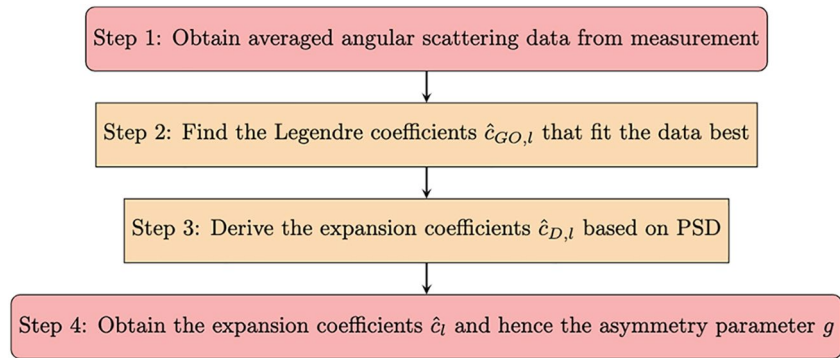 Step 1: Obtain averaged angular scattering data from measurement
Step 2: Find the Legendre coefficients ĉ_{GO,l} that fit the data best
Step 3: Derive the expansion coefficients ĉ_{D,l} based on PSD
Step 4: Obtain the expansion coefficients ĉ_l and hence the asymmetry parameter g